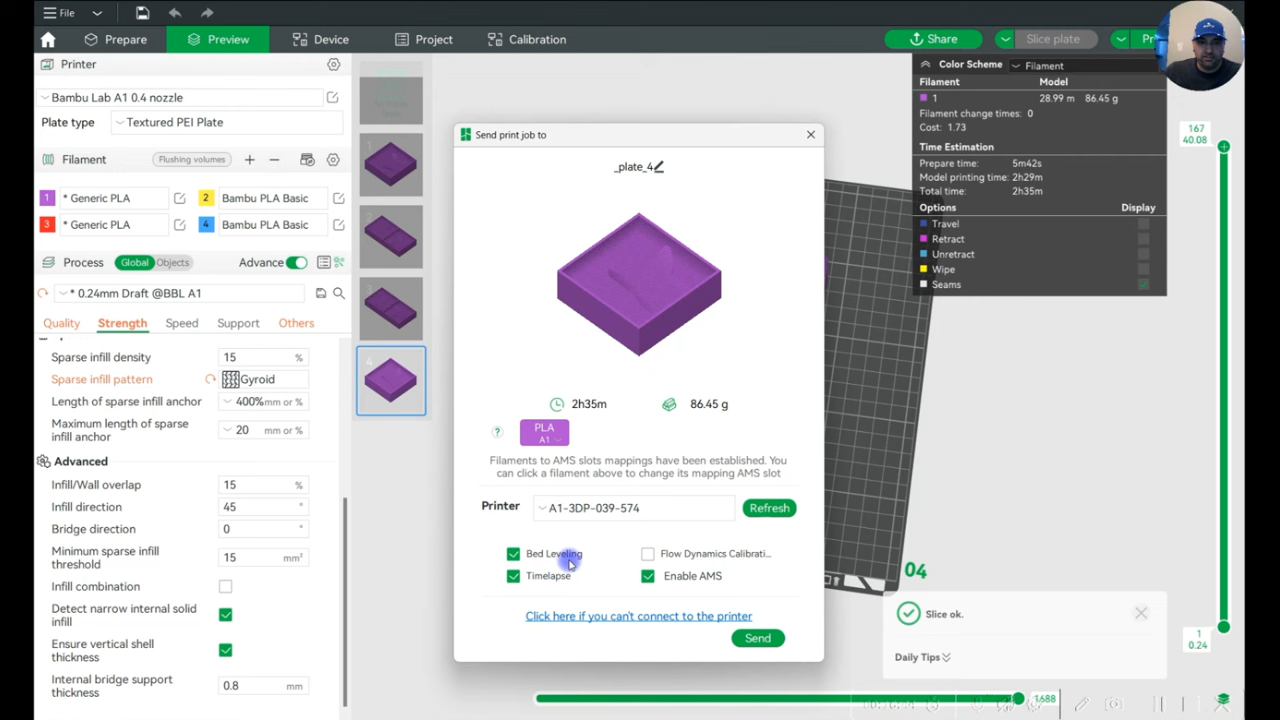 File
Prepare
Preview
Device
Project
Calibration
Share
Slice plate
Pr
Printer
Bambu Lab A1 0.4 nozzle
Plate type
Textured PEI Plate
Filament
Flushing volumes
1 * Generic PLA
2 Bambu PLA Basic
3 * Generic PLA
4 Bambu PLA Basic
Process
Global
Objects
Advance
* 0.24mm Draft @BBL A1
Quality
Strength
Speed
Support
Others
Sparse infill density 15 %
Sparse infill pattern Gyroid
Length of sparse infill anchor 400% mm or %
Maximum length of sparse
infill anchor
20 mm or %
Advanced
Infill/Wall overlap 15 %
Infill direction 45 °
Bridge direction 0 °
Minimum sparse infill
threshold
15 mm²
Infill combination
Detect narrow internal solid
infill
Ensure vertical shell
thickness
Internal bridge support
thickness
0.8 mm
1
2
3
4
Send print job to
_plate_4
2h35m
86.45 g
?
PLA
A1
Filaments to AMS slots mappings have been established. You
can click a filament above to change its mapping AMS slot
Printer
A1-3DP-039-574
Refresh
Bed Leveling
Flow Dynamics Calibrati...
Timelapse
Enable AMS
Click here if you can't connect to the printer
Send
Color Scheme
Filament
Filament Model
1 28.99 m 86.45 g
Filament change times: 0
Cost: 1.73
Time Estimation
Prepare time: 5m42s
Model printing time: 2h29m
Total time: 2h35m
Options Display
Travel
Retract
Unretract
Wipe
Seams
167
40.08
04
Slice ok.
Daily Tips
1
0.24
1688